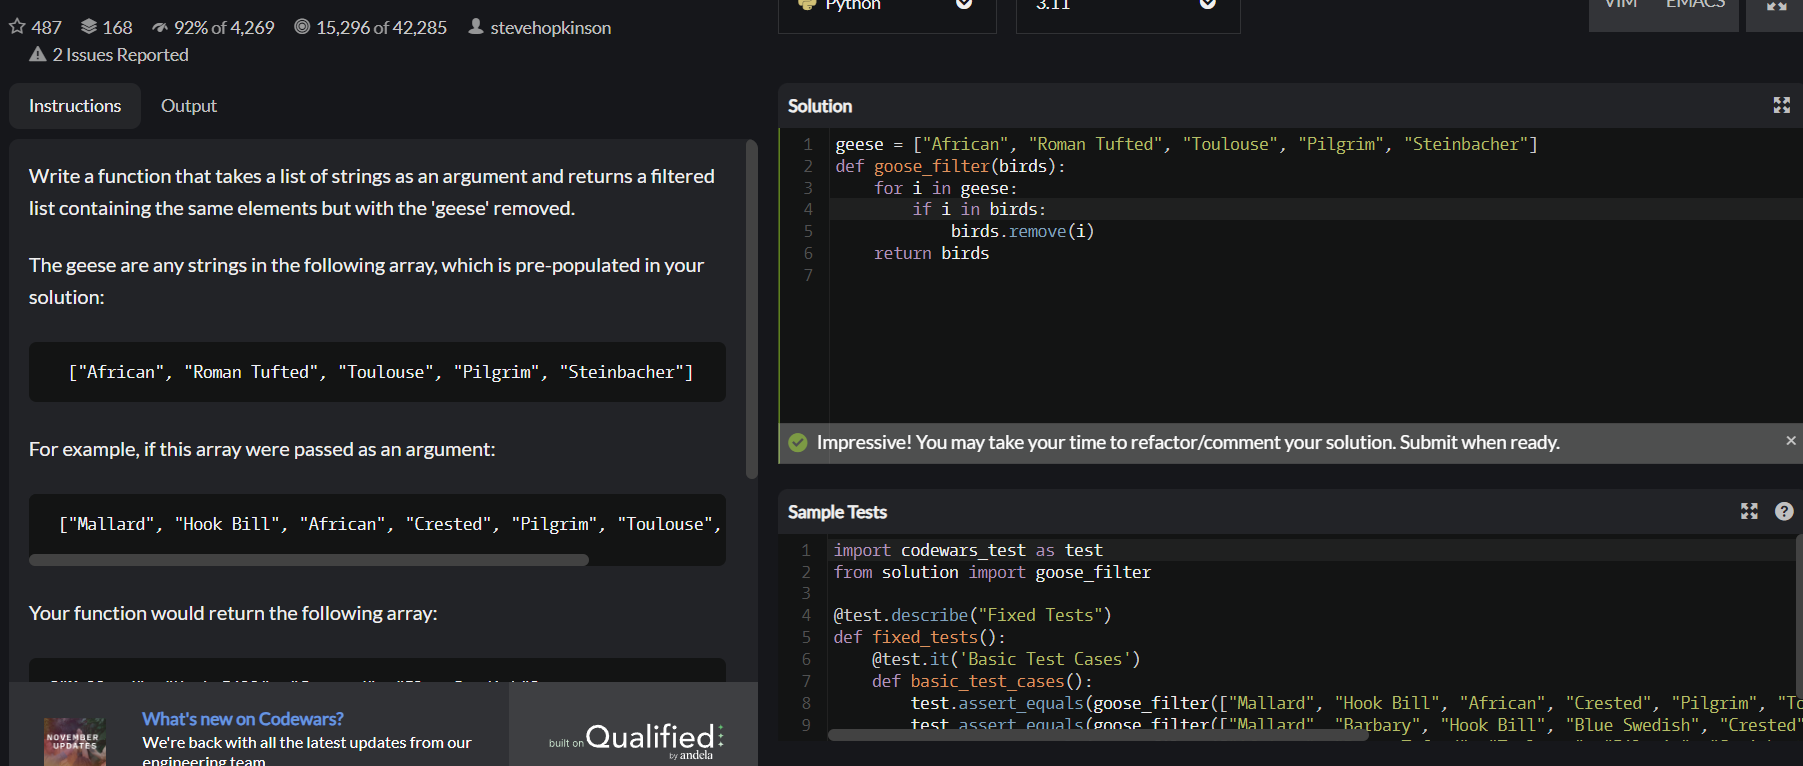 487 168 92% of 4,269 15,296 of 42,285 stevehopkinson
2 Issues Reported
Instructions Output
Write a function that takes a list of strings as an argument and returns a filtered
list containing the same elements but with the 'geese' removed.
The geese are any strings in the following array, which is pre-populated in your
solution:
["African", "Roman Tufted", "Toulouse", "Pilgrim", "Steinbacher"]
For example, if this array were passed as an argument:
["Mallard", "Hook Bill", "African", "Crested", "Pilgrim", "Toulouse",
Your function would return the following array:
NOVEMBER
UPDATES
What's new on Codewars?
We're back with all the latest updates from our
engineering team
built on Qualified
by andela
Python 3.11 VIM EMACS
Solution
1 geese = ["African", "Roman Tufted", "Toulouse", "Pilgrim", "Steinbacher"]
2 def goose_filter(birds):
3 for i in geese:
4 if i in birds:
5 birds.remove(i)
6 return birds
7
Impressive! You may take your time to refactor/comment your solution. Submit when ready.
Sample Tests
1 import codewars_test as test
2 from solution import goose_filter
3
4 @test.describe("Fixed Tests")
5 def fixed_tests():
6 @test.it('Basic Test Cases')
7 def basic_test_cases():
8 test.assert_equals(goose_filter(["Mallard", "Hook Bill", "African", "Crested", "Pilgrim", "To
9 test.assert_equals(goose_filter(["Mallard", "Barbary", "Hook Bill", "Blue Swedish", "Crested"